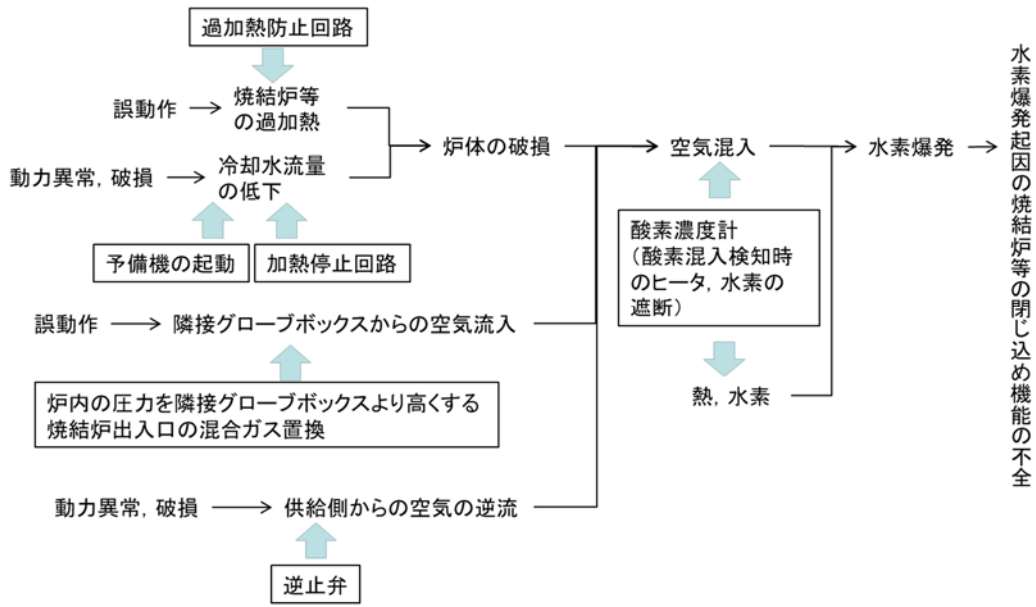 過加熱防止回路
誤動作
焼結炉等
の過加熱
動力異常, 破損
冷却水流量
の低下
予備機の起動
加熱停止回路
炉体の破損
空気混入
水素爆発
水素爆発起因の焼結炉等の閉じ込め機能の不全
酸素濃度計
（酸素混入検知時
のヒータ, 水素の
遮断）
熱, 水素
誤動作
隣接グローブボックスからの空気流入
炉内の圧力を隣接グローブボックスより高くする
焼結炉出入口の混合ガス置換
動力異常, 破損
供給側からの空気の逆流
逆止弁